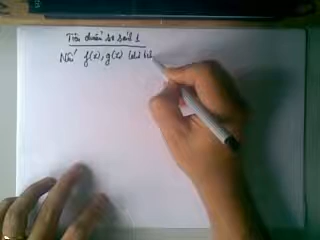 Tiêu chuẩn so sánh 1
Nếu f(x), g(x)